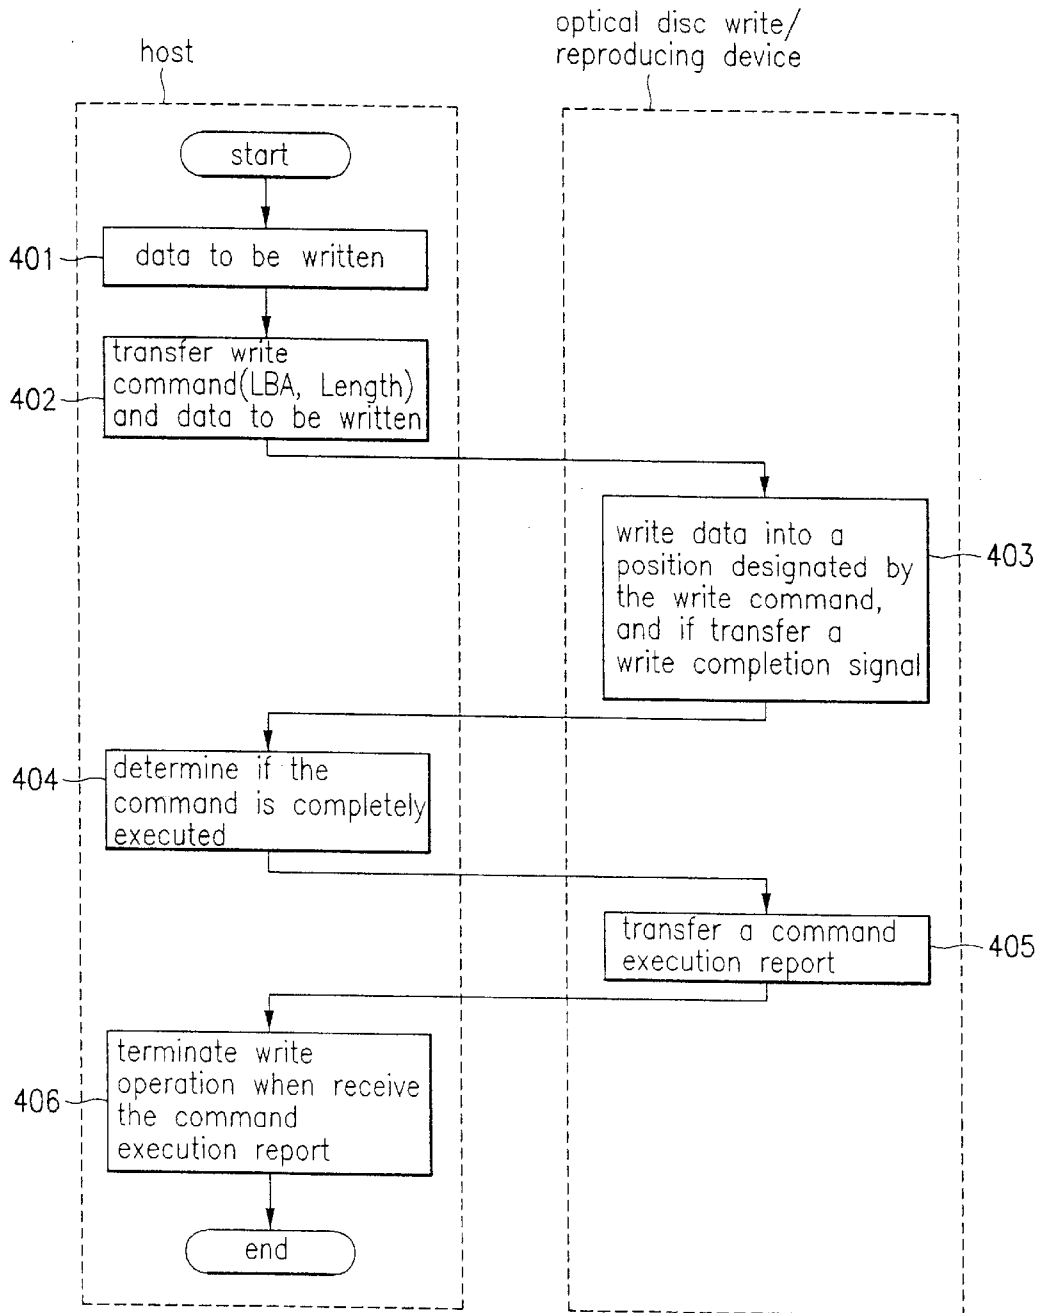 optical disc write/
reproducing device
host
start
401
data to be written
402
transfer write
command(LBA, Length)
and data to be written
write data into a
position designated by
the write command,
and if transfer a
write completion signal
403
404
determine if the
command is completely
executed
transfer a command
execution report
405
406
terminate write
operation when receive
the command
execution report
end